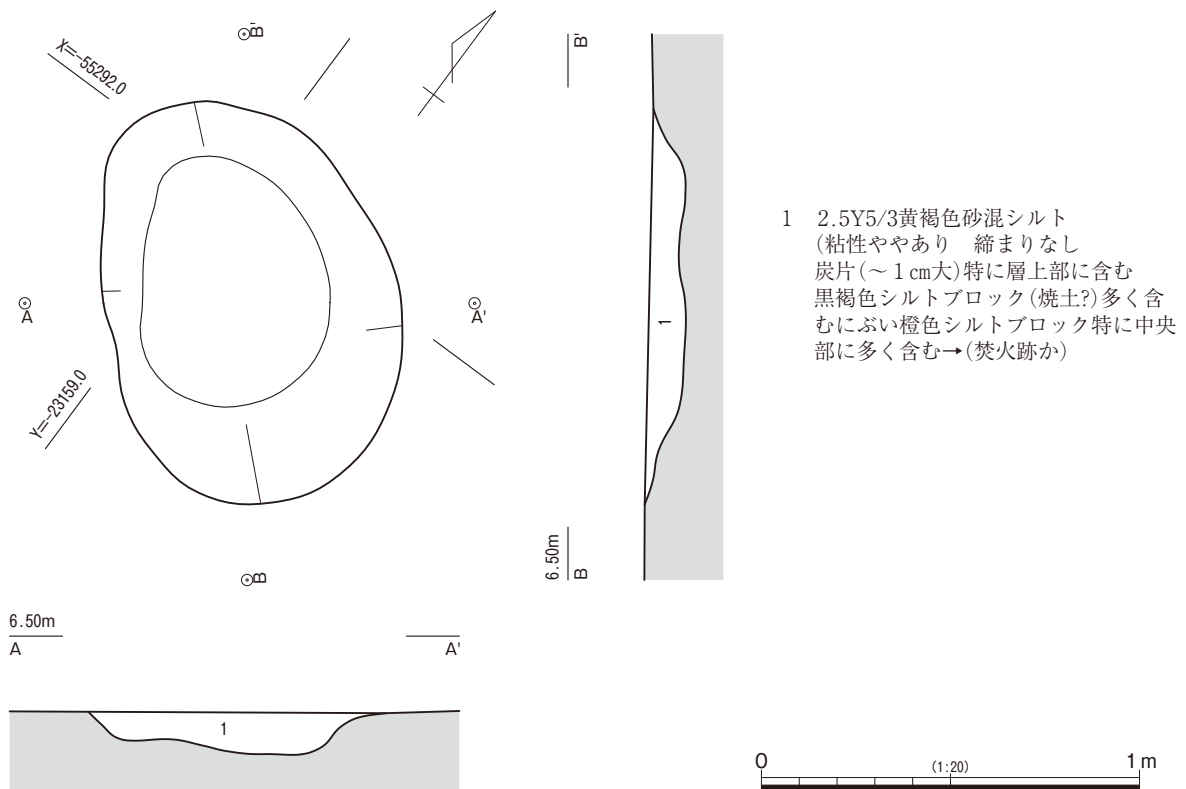 B'
X=-55292.0
B'
A
A'
Y=-23159.0
B
1
6.50m
B
1 2.5Y5/3黄褐色砂混シルト
(粘性ややあり 締まりなし
炭片(~1㎝大)特に層上部に含む
黒褐色シルトブロック(焼土?)多く含
むにぶい橙色シルトブロック特に中央
部に多く含む→(焚火跡か)
6.50m
A
A'
1
0
(1:20)
1m